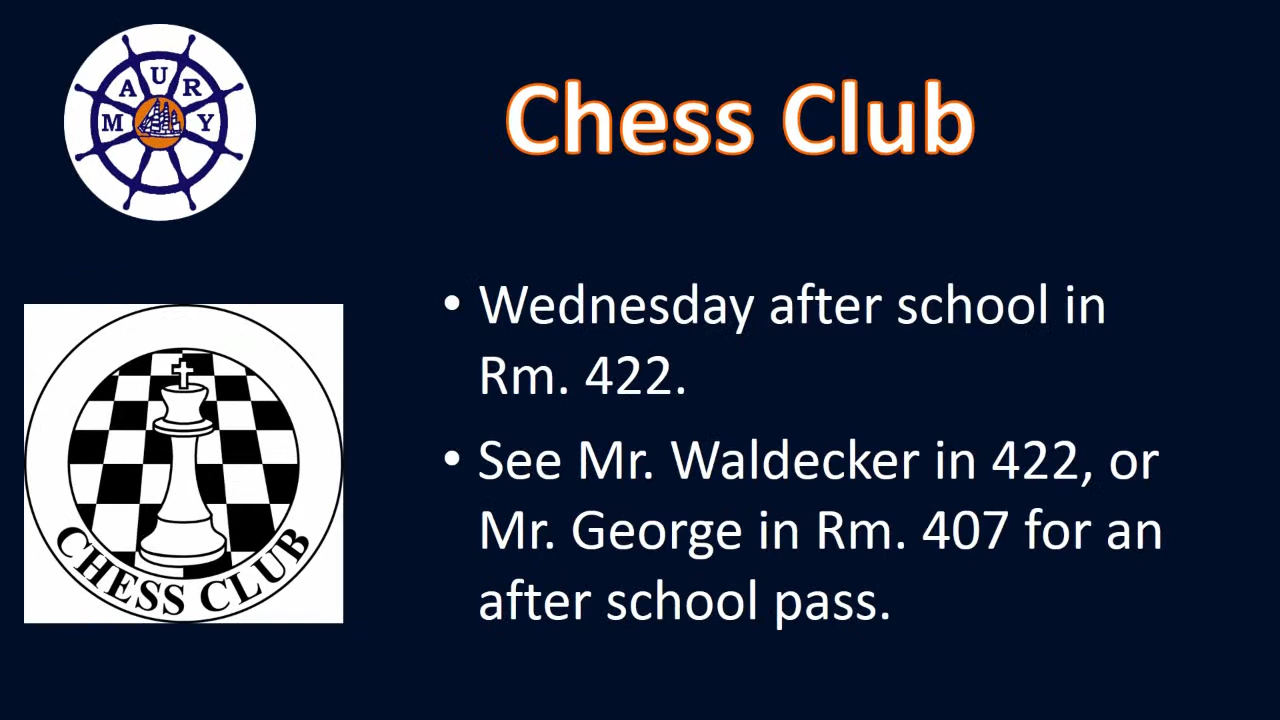 MAURY
Chess Club
• Wednesday after school in
Rm. 422.
• See Mr. Waldecker in 422, or
Mr. George in Rm. 407 for an
after school pass.
CHESS CLUB